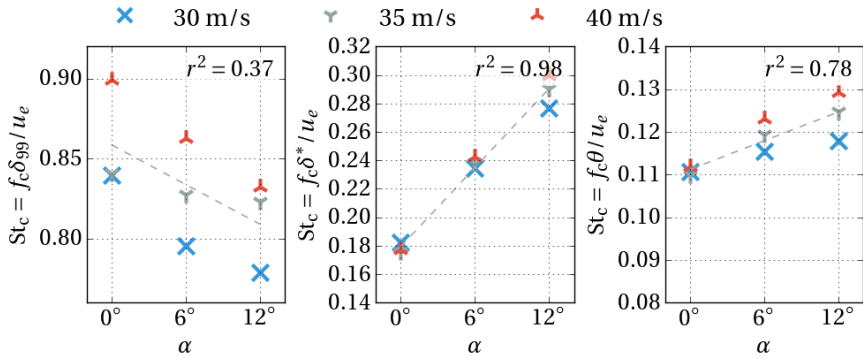 30 m/s 35 m/s 40 m/s
r² = 0.37
St_c = f_c δ_99 / u_e
0.90
0.85
0.80
0° 6° 12°
α
r² = 0.98
St_c = f_c δ* / u_e
0.32
0.30
0.28
0.26
0.24
0.22
0.20
0.18
0.16
0.14
0° 6° 12°
α
r² = 0.78
St_c = f_c θ / u_e
0.14
0.13
0.12
0.11
0.10
0.09
0.08
0° 6° 12°
α